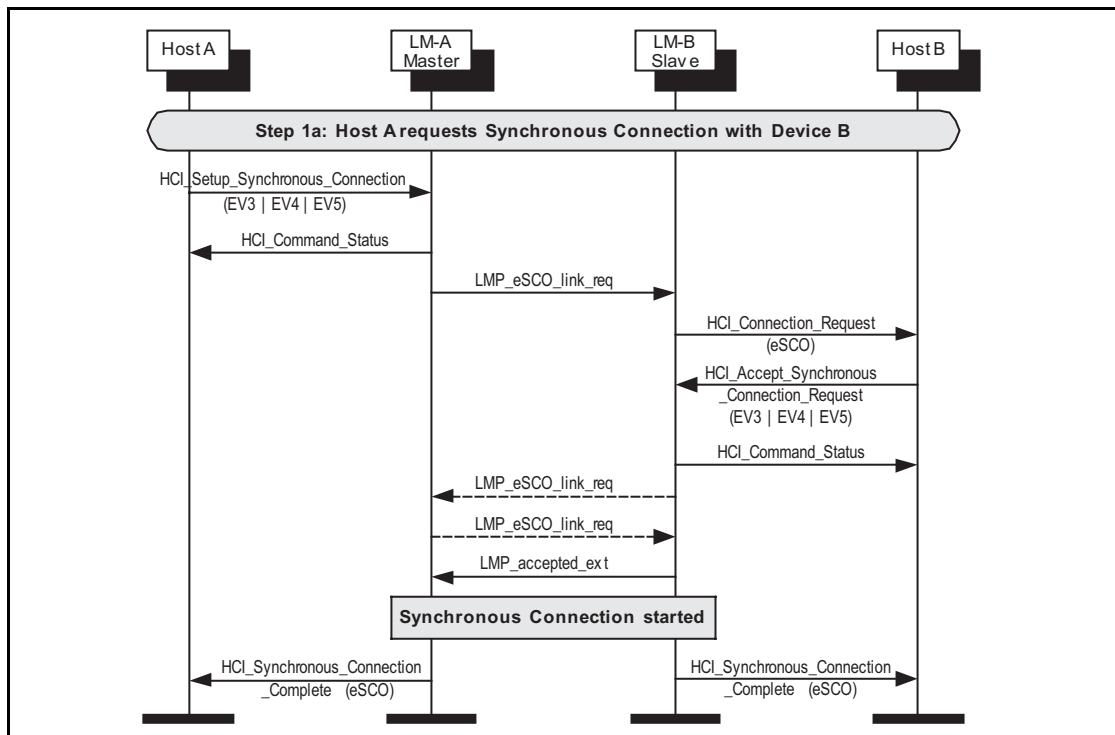 Host A
LM-A
Master
LM-B
Slave
Host B
Step 1a: Host A requests Synchronous Connection with Device B
HCI_Setup_Synchronous_Connection
(EV3 | EV4 | EV5)
HCI_Command_Status
LMP_eSCO_link_req
HCI_Connection_Request
(eSCO)
HCI_Accept_Synchronous
_Connection_Request
(EV3 | EV4 | EV5)
HCI_Command_Status
LMP_eSCO_link_req
LMP_eSCO_link_req
LMP_accepted_ext
Synchronous Connection started
HCI_Synchronous_Connection
_Complete (eSCO)
HCI_Synchronous_Connection
_Complete (eSCO)